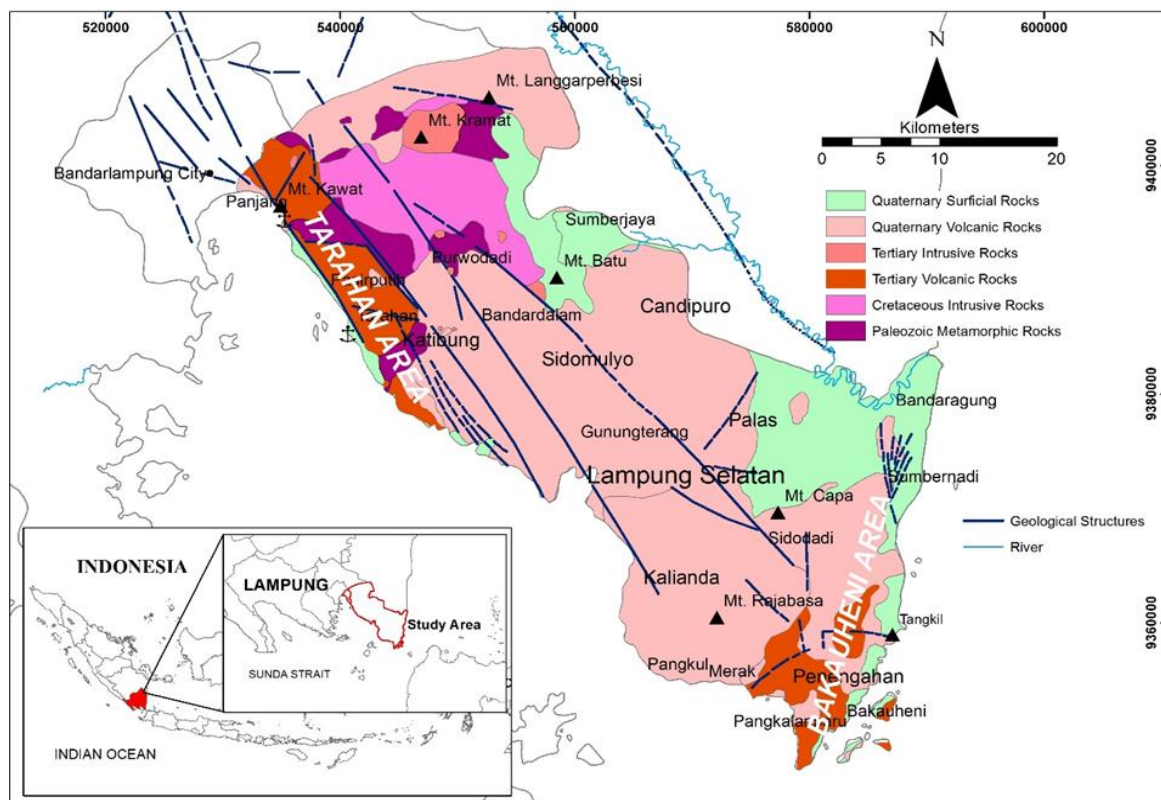 520000
540000
560000
580000
600000
N
Kilometers
0 5 10 20
9400000
9380000
9360000
Quaternary Surficial Rocks
Quaternary Volcanic Rocks
Tertiary Intrusive Rocks
Tertiary Volcanic Rocks
Cretaceous Intrusive Rocks
Paleozoic Metamorphic Rocks
Geological Structures
River
Mt. Langgarperbesi
Mt. Kramat
Bandarlampung City
Mt. Kawat
Panjang
TARAHAN AREA
Sumberjaya
Purwodadi
Mt. Batu
Candipuro
Bandardalam
Katibung
Sidomulyo
Bandaragung
Palas
Gunungterang
Sumbernadi
Lampung Selatan
Mt. Capa
Sidodadi
BAKAUHENI AREA
Kalianda
Mt. Rajabasa
Tangkil
Pangkul
Merak
Penengahan
Bakauheni
INDONESIA
LAMPUNG
Study Area
SUNDA STRAIT
INDIAN OCEAN